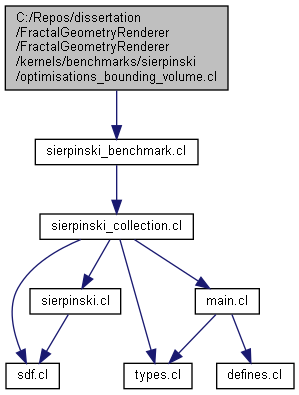 C:/Repos/dissertation
/FractalGeometryRenderer
/FractalGeometryRenderer
/kernels/benchmarks/sierpinski
/optimisations_bounding_volume.cl
sierpinski_benchmark.cl
sierpinski_collection.cl
sierpinski.cl
main.cl
sdf.cl
types.cl
defines.cl